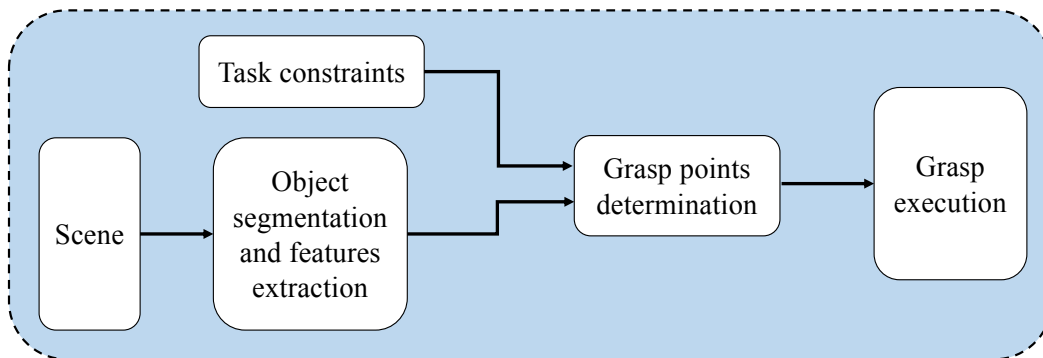 Task constraints
Scene
Object
segmentation
and features
extraction
Grasp points
determination
Grasp
execution